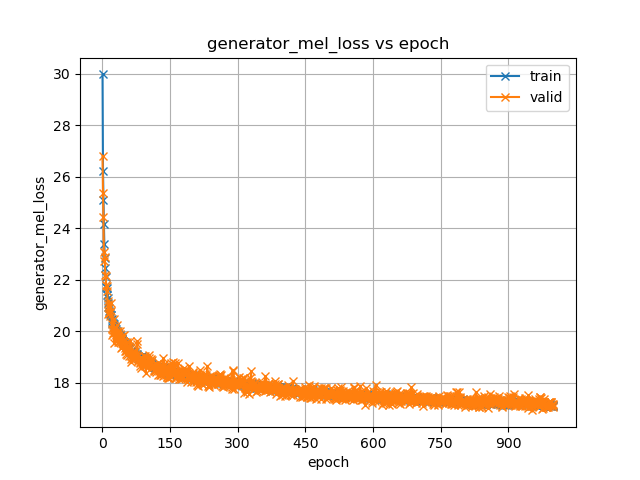 generator_mel_loss vs epoch
train
valid
30
28
26
24
22
20
18
generator_mel_loss
0 150 300 450 600 750 900
epoch